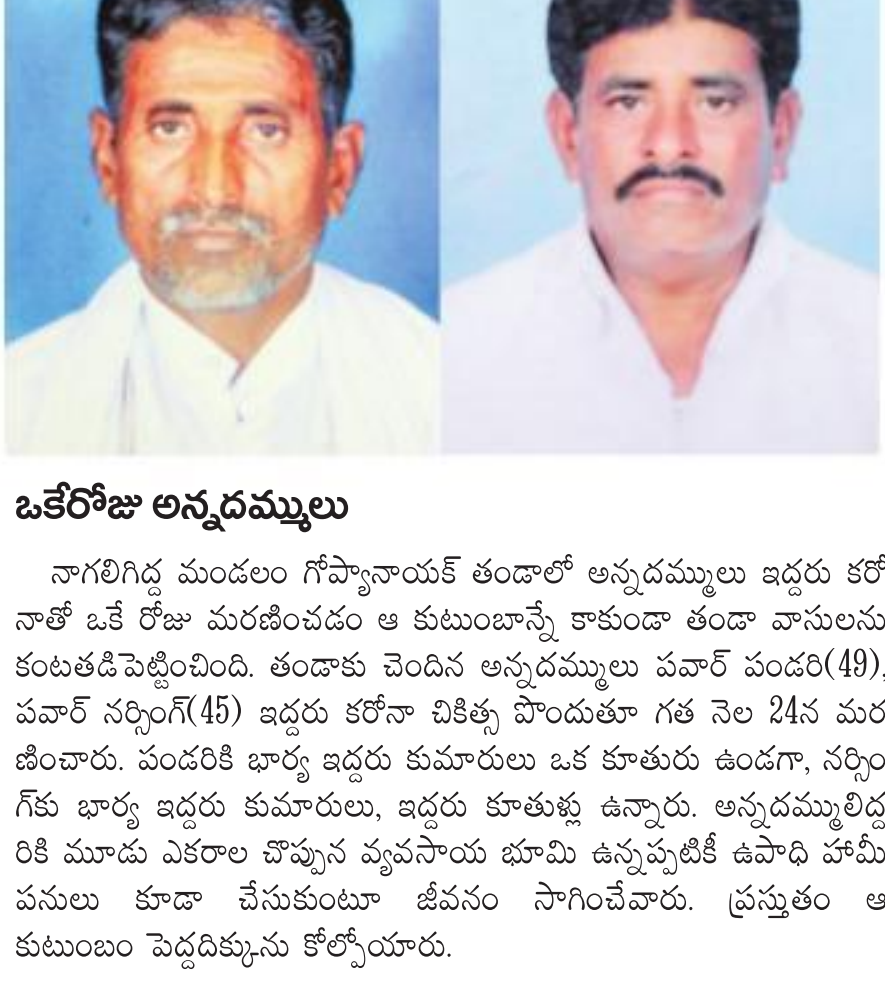 ఒకేరోజు అన్నదమ్ములు
నాగలిగిద్ద మండలం గోప్యానాయక్ తండాలో అన్నదమ్ములు ఇద్దరు కరో
నాతో ఒకే రోజు మరణించడం ఆ కుటుంబాన్నే కాకుండా తండా వాసులను
కంటతడిపెట్టించింది. తండాకు చెందిన అన్నదమ్ములు పవార్ పండరి(49),
పవార్ నర్సింగ్(45) ఇద్దరు కరోనా చికిత్స పొందుతూ గత నెల 24న మర
ణించారు. పండరికి భార్య ఇద్దరు కుమారులు ఒక కూతురు ఉండగా, నర్సిం
గ్‌కు భార్య ఇద్దరు కుమారులు, ఇద్దరు కూతుళ్లు ఉన్నారు. అన్నదమ్ములిద్ద
రికి మూడు ఎకరాల చొప్పున వ్యవసాయ భూమి ఉన్నప్పటికీ ఉపాధి హామీ
పనులు కూడా చేసుకుంటూ జీవనం సాగించేవారు. ప్రస్తుతం ఆ
కుటుంబం పెద్దదిక్కును కోల్పోయారు.